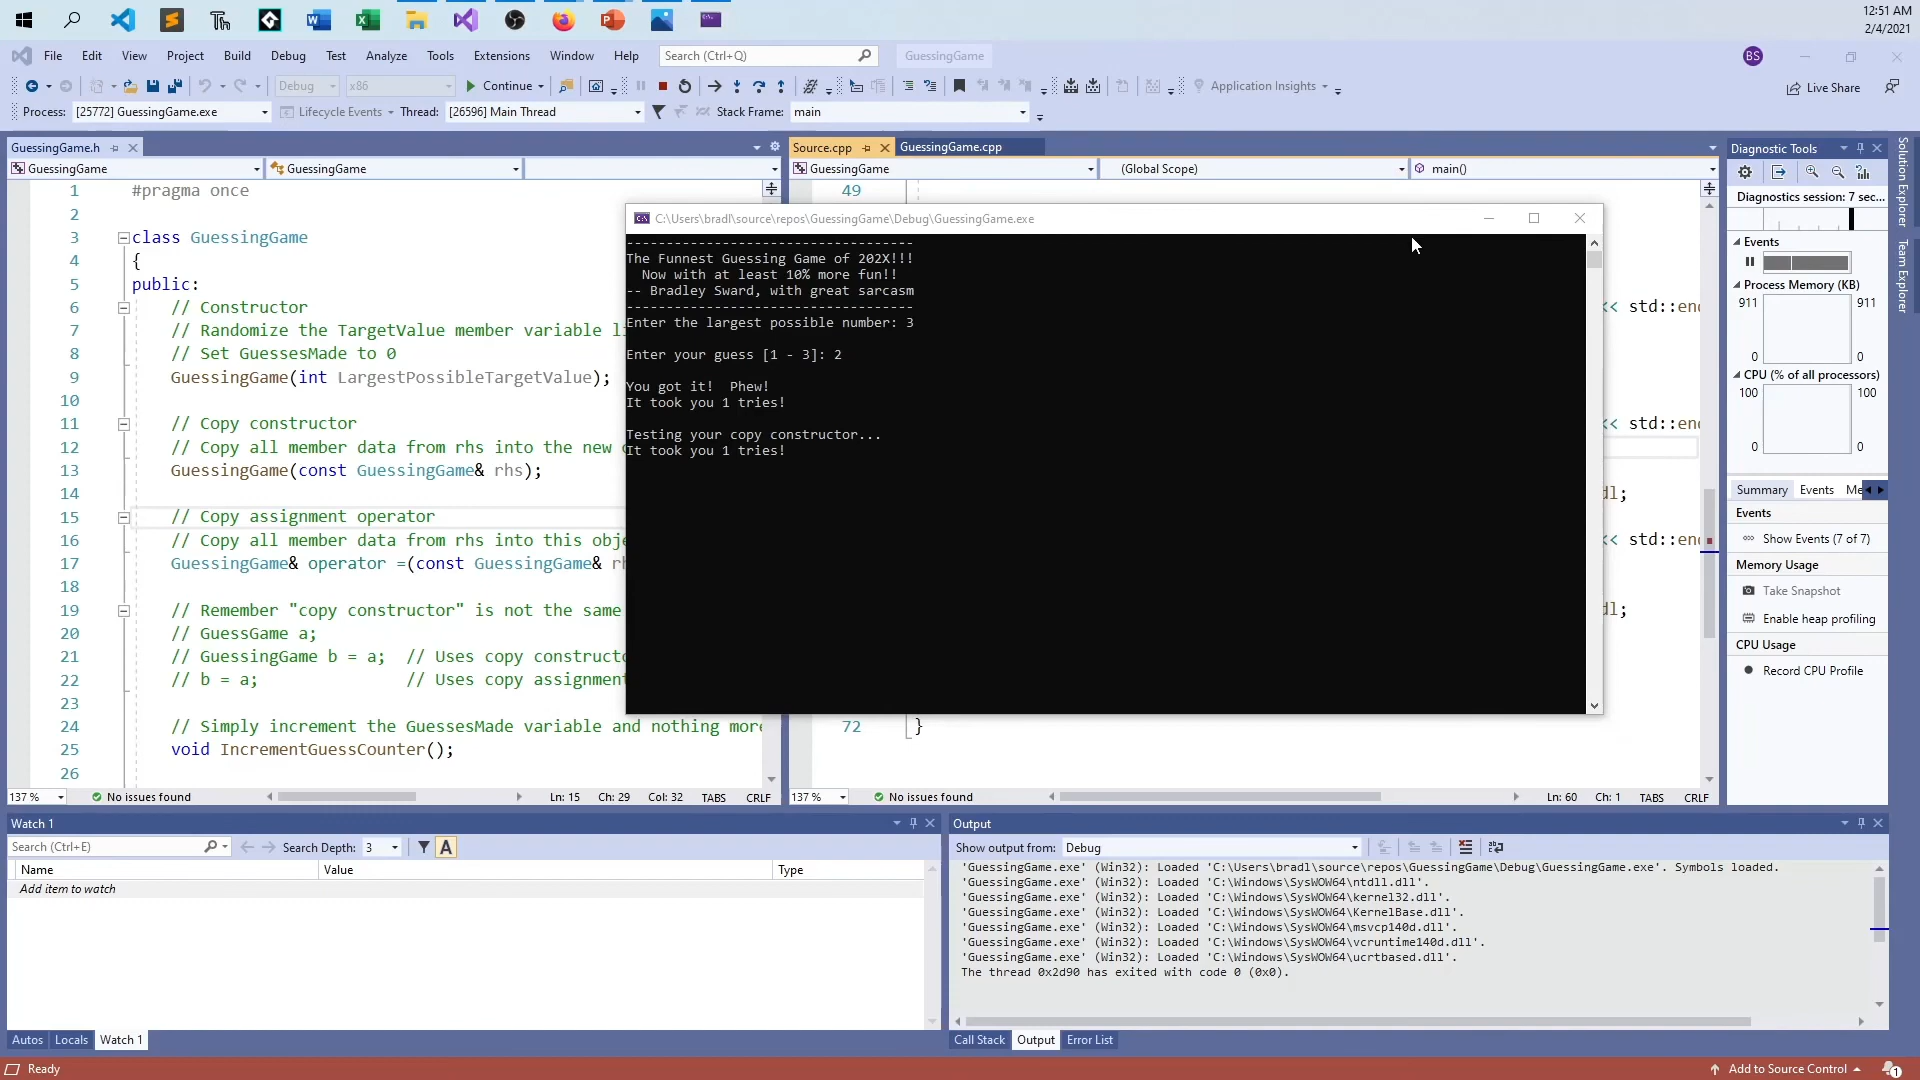 12:51 AM
2/4/2021
File Edit View Project Build Debug Test Analyze Tools Extensions Window Help Search (Ctrl+Q) GuessingGame BS
Debug x86 Continue Application Insights Live Share
Process: [25772] GuessingGame.exe Lifecycle Events Thread: [26596] Main Thread Stack Frame: main
GuessingGame.h
GuessingGame GuessingGame
1 #pragma once
2
3 class GuessingGame
4 {
5 public:
6 // Constructor
7 // Randomize the TargetValue member variable
8 // Set GuessesMade to 0
9 GuessingGame(int LargestPossibleTargetValue);
10
11 // Copy constructor
12 // Copy all member data from rhs into the new
13 GuessingGame(const GuessingGame& rhs);
14
15 // Copy assignment operator
16 // Copy all member data from rhs into this
17 GuessingGame& operator =(const GuessingGame&
18
19 // Remember "copy constructor" is not the same
20 // GuessGame a;
21 // GuessingGame b = a; // Uses copy
22 // b = a; // Uses copy
23
24 // Simply increment the GuessesMade variable and nothing
25 void IncrementGuessCounter();
26
137 % No issues found Ln: 15 Ch: 29 Col: 32 TABS CRLF
Source.cpp GuessingGame.cpp
GuessingGame (Global Scope) main()
49
<< std::
<< std::
dl;
<< std::
dl;
72 }
137 % No issues found Ln: 60 Ch: 1 TABS CRLF
C:\Users\bradl\source\repos\GuessingGame\Debug\GuessingGame.exe
------------------------------------
The Funnest Guessing Game of 202X!!!
Now with at least 10% more fun!!
-- Bradley Sward, with great sarcasm
------------------------------------
Enter the largest possible number: 3
Enter your guess [1 - 3]: 2
You got it! Phew!
It took you 1 tries!
Testing your copy constructor...
It took you 1 tries!
Diagnostic Tools
Diagnostics session: 7 sec...
Events
Process Memory (KB)
911 911
0 0
CPU (% of all processors)
100 100
0 0
Summary Events
Events
Show Events (7 of 7)
Memory Usage
Take Snapshot
Enable heap profiling
CPU Usage
Record CPU Profile
Solution Explorer
Team Explorer
Watch 1
Search (Ctrl+E) Search Depth: 3 A
Name Value Type
Add item to watch
Autos Locals Watch 1
Output
Show output from: Debug
'GuessingGame.exe' (Win32): Loaded 'C:\Users\bradl\source\repos\GuessingGame\Debug\GuessingGame.exe'. Symbols loaded.
'GuessingGame.exe' (Win32): Loaded 'C:\Windows\SysWOW64\ntdll.dll'.
'GuessingGame.exe' (Win32): Loaded 'C:\Windows\SysWOW64\kernel32.dll'.
'GuessingGame.exe' (Win32): Loaded 'C:\Windows\SysWOW64\KernelBase.dll'.
'GuessingGame.exe' (Win32): Loaded 'C:\Windows\SysWOW64\msvcp140d.dll'.
'GuessingGame.exe' (Win32): Loaded 'C:\Windows\SysWOW64\vcruntime140d.dll'.
'GuessingGame.exe' (Win32): Loaded 'C:\Windows\SysWOW64\ucrtbased.dll'.
The thread 0x2d90 has exited with code 0 (0x0).
Call Stack Output Error List
Ready Add to Source Control 1